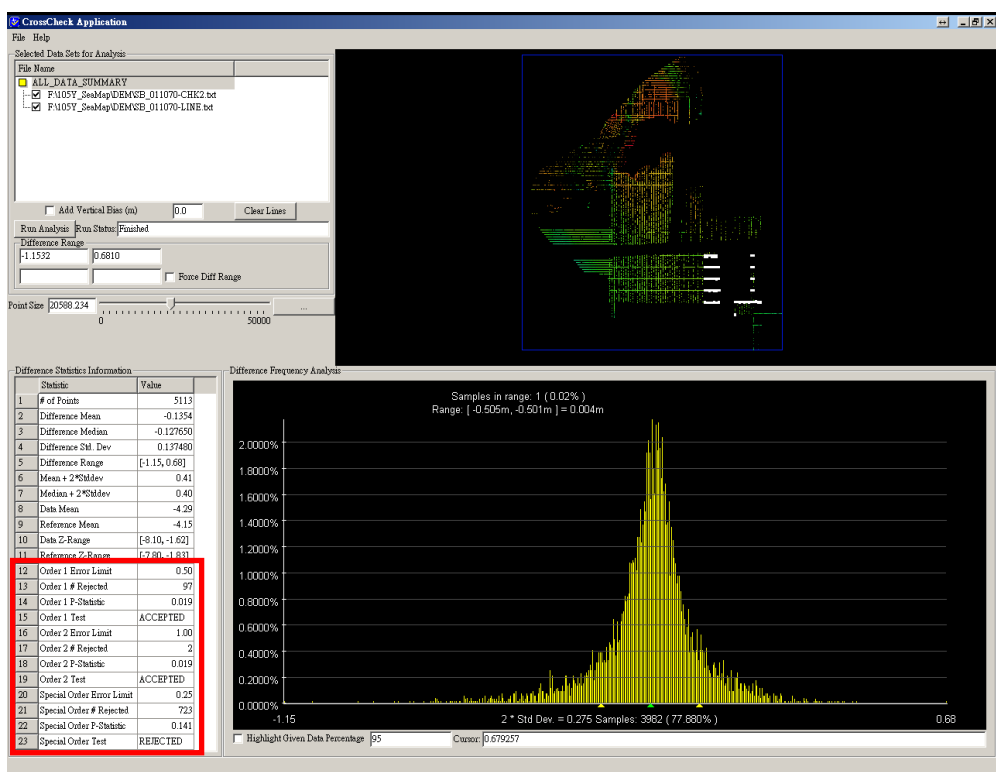 CrossCheck Application
File Help
Selected Data Sets for Analysis
File Name
ALL_DATA_SUMMARY
F:\105Y_SeaMap\DEM\SB_011070-CHK2.txt
F:\105Y_SeaMap\DEM\SB_011070-LINE.txt
Add Vertical Bias (m) 0.0 Clear Lines
Run Analysis Run Status: Finished
Difference Range
-1.1532 0.6810
Force Diff Range
Point Size 20588.234 ...
0 50000
Difference Statistics Information
Statistic Value
1 # of Points 5113
2 Difference Mean -0.1354
3 Difference Median -0.127650
4 Difference Std. Dev 0.137480
5 Difference Range [-1.15, 0.68]
6 Mean + 2*Stddev 0.41
7 Median + 2*Stddev 0.40
8 Data Mean -4.29
9 Reference Mean -4.15
10 Data Z-Range [-8.10, -1.62]
11 Reference Z-Range [-7.80, -1.83]
12 Order 1 Error Limit 0.50
13 Order 1 # Rejected 97
14 Order 1 P-Statistic 0.019
15 Order 1 Test ACCEPTED
16 Order 2 Error Limit 1.00
17 Order 2 # Rejected 2
18 Order 2 P-Statistic 0.019
19 Order 2 Test ACCEPTED
20 Special Order Error Limit 0.25
21 Special Order # Rejected 723
22 Special Order P-Statistic 0.141
23 Special Order Test REJECTED
Difference Frequency Analysis
Samples in range: 1 ( 0.02% )
Range: [ -0.505m, -0.501m ] = 0.004m
2.0000%
1.8000%
1.6000%
1.4000%
1.2000%
1.0000%
0.8000%
0.6000%
0.4000%
0.2000%
0.0000%
-1.15 2 * Std Dev. = 0.275 Samples: 3982 ( 77.880% ) 0.68
Highlight Given Data Percentage 95 Cursor: 0.679257